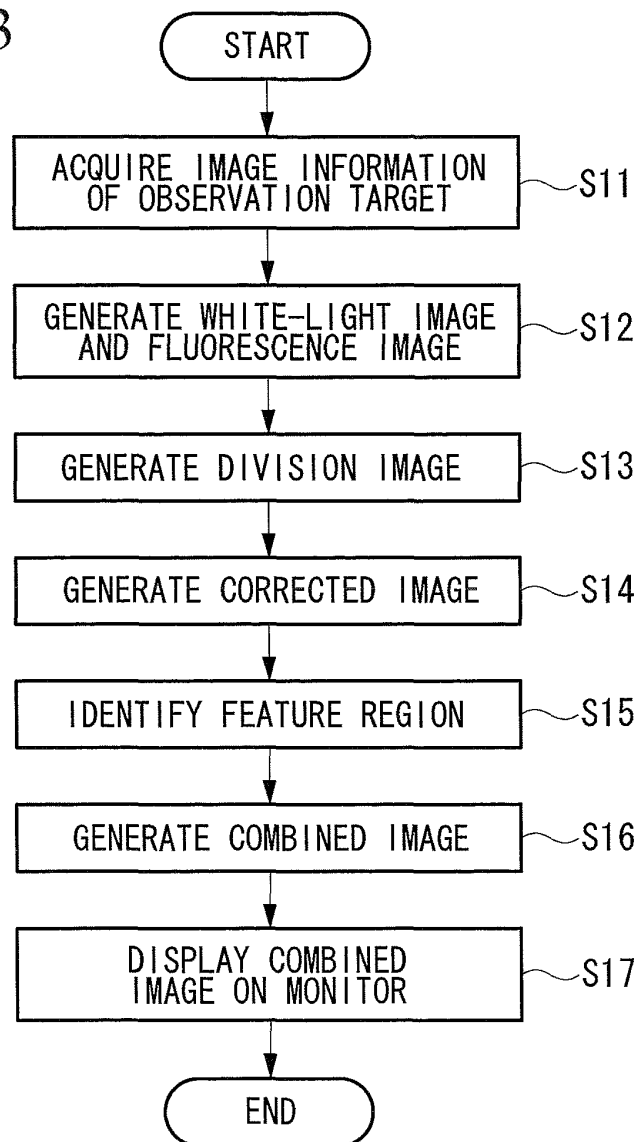 3
START
ACQUIRE IMAGE INFORMATION
OF OBSERVATION TARGET
S11
GENERATE WHITE-LIGHT IMAGE
AND FLUORESCENCE IMAGE
S12
GENERATE DIVISION IMAGE
S13
GENERATE CORRECTED IMAGE
S14
IDENTIFY FEATURE REGION
S15
GENERATE COMBINED IMAGE
S16
DISPLAY COMBINED
IMAGE ON MONITOR
S17
END